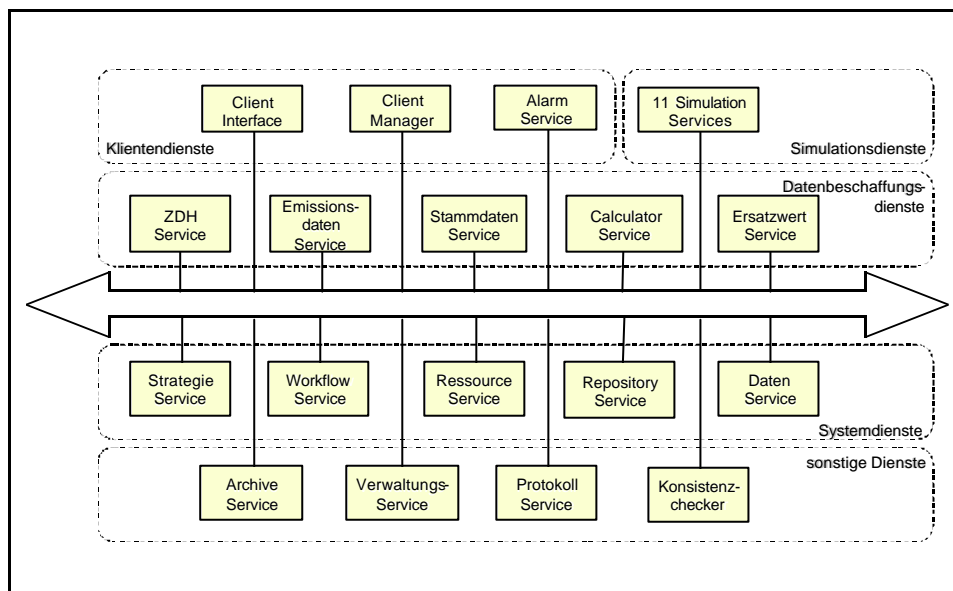 Client
Interface
Client
Manager
Alarm
Service
11 Simulation
Services
Klientendienste
Simulationsdienste
Datenbeschaffungs-
dienste
ZDH
Service
Emissions-
daten
Service
Stammdaten
Service
Calculator
Service
Ersatzwert
Service
Strategie
Service
Workflow
Service
Ressource
Service
Repository
Service
Daten
Service
Systemdienste
sonstige Dienste
Archive
Service
Verwaltungs-
Service
Protokoll
Service
Konsistenz-
checker